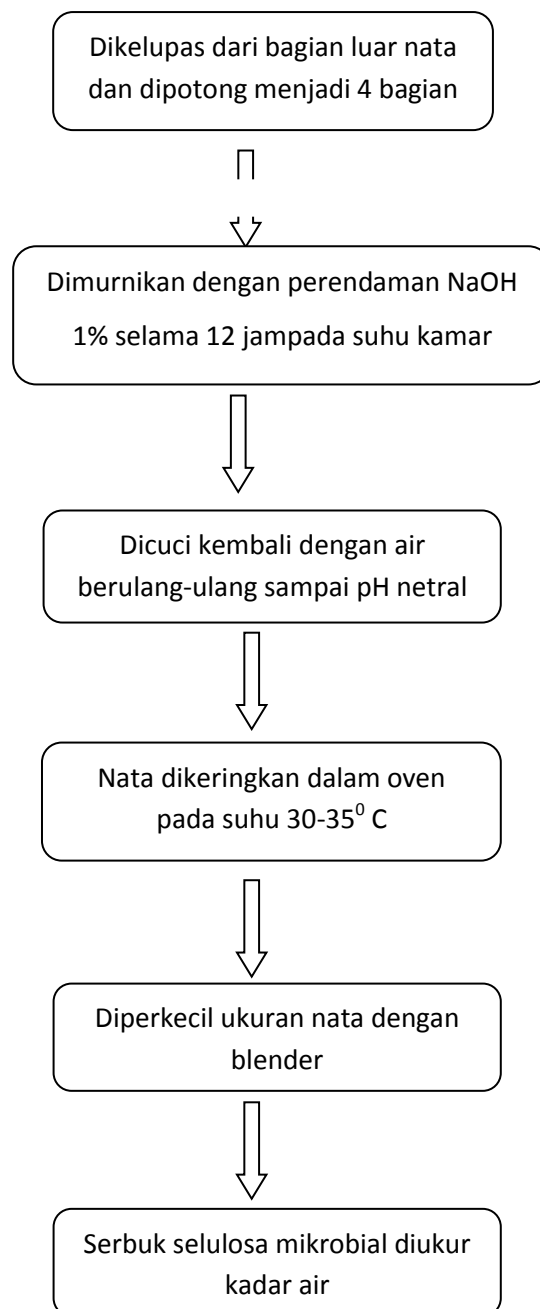 Dikelupas dari bagian luar nata
dan dipotong menjadi 4 bagian
Dimurnikan dengan perendaman NaOH
1% selama 12 jampada suhu kamar
Dicuci kembali dengan air
berulang-ulang sampai pH netral
Nata dikeringkan dalam oven
pada suhu 30-35⁰ C
Diperkecil ukuran nata dengan
blender
Serbuk selulosa mikrobial diukur
kadar air